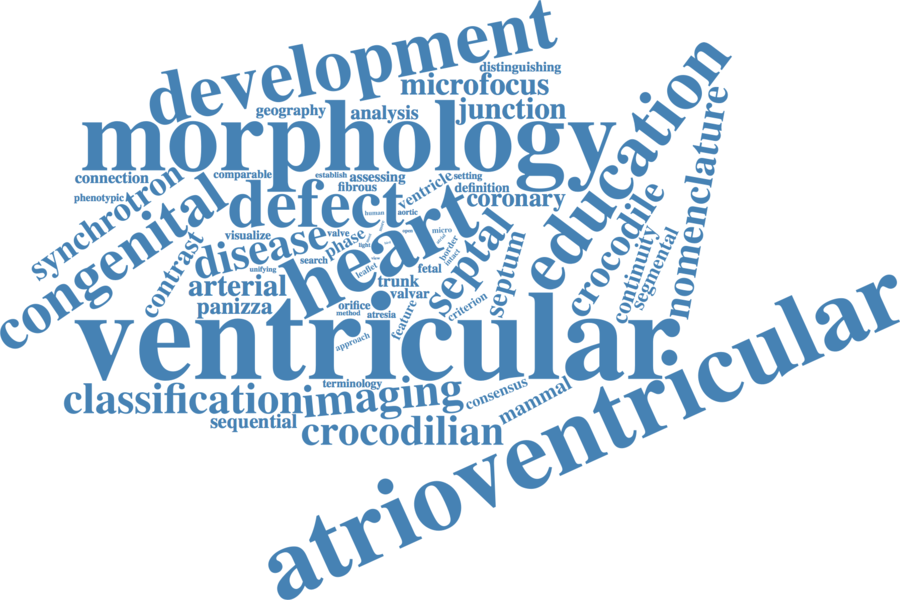 development
distinguishing
microfocus
geography
analysis
junction
morphology
education
nomenclature
connection
comparable
establish
assessing
setting
synchrotron
phenotypic
fibrous
ventricle
definition
defect
coronary
congenital
human
aortic
heart
crocodile
visualize
valve
open
micro
septal
contrast
disease
phase
border
intact
septum
continuity
segmental
unifying
search
leaflet
fetal
arterial
trunk
panizza
valvar
orifice
method
atresia
feature
criterion
ventricular
approach
atrioventricular
terminology
classification
imaging
consensus
mammal
sequential
crocodilian